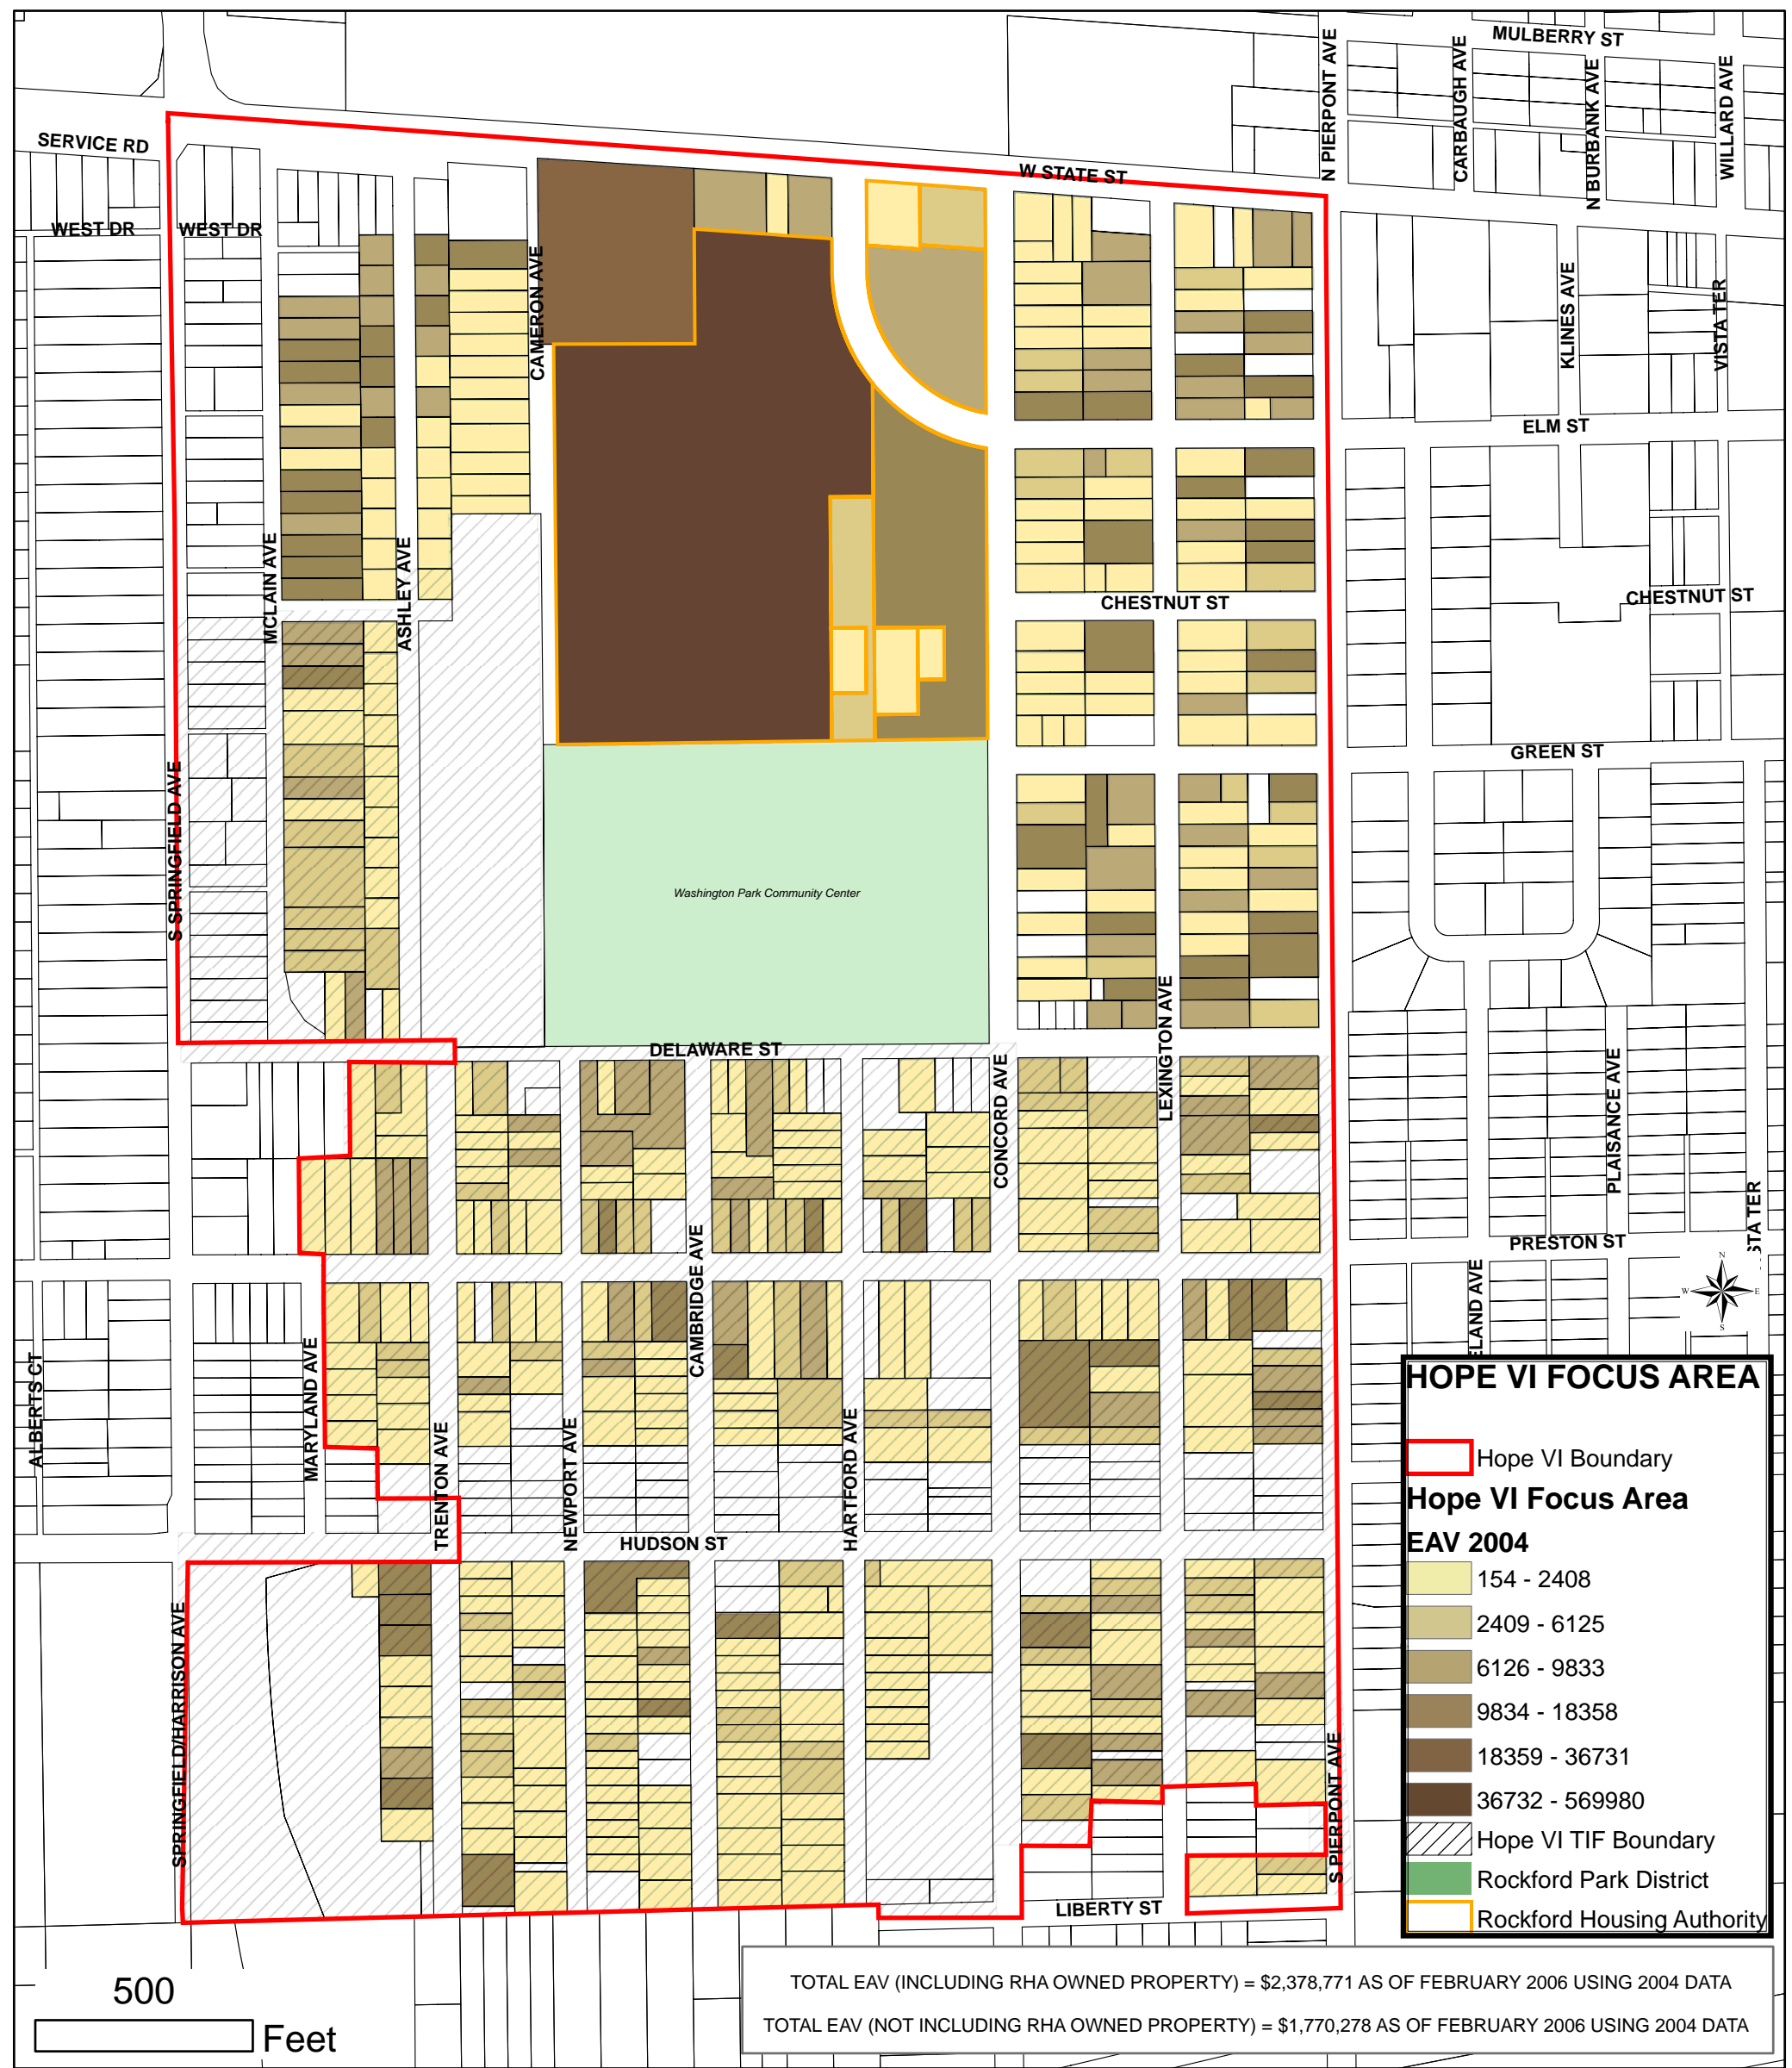 MULBERRY ST
N PIERPONT AVE
CARBAUGH AVE
N BURBANK AVE
WILLARD AVE
SERVICE RD
W STATE ST
WEST DR
WEST DR
CAMERON AVE
KLINES AVE
VISTA TER
ELM ST
MCLAIN AVE
ASHLEY AVE
CHESTNUT ST
CHESTNUT ST
GREEN ST
S SPRINGFIELD AVE
Washington Park Community Center
LEXINGTON AVE
DELAWARE ST
CONCORD AVE
PLAISANCE AVE
PRESTON ST
STA TER
CAMBRIDGE AVE
N
W
E
S
ELAND AVE
ALBERTS CT
MARYLAND AVE
TRENTON AVE
NEWPORT AVE
HARTFORD AVE
HUDSON ST
SPRINGFIELD/HARRISON AVE
S PIERPONT AVE
LIBERTY ST
HOPE VI FOCUS AREA
Hope VI Boundary
Hope VI Focus Area
EAV 2004
154 - 2408
2409 - 6125
6126 - 9833
9834 - 18358
18359 - 36731
36732 - 569980
Hope VI TIF Boundary
Rockford Park District
Rockford Housing Authority
500
Feet
TOTAL EAV (INCLUDING RHA OWNED PROPERTY) = $2,378,771 AS OF FEBRUARY 2006 USING 2004 DATA
TOTAL EAV (NOT INCLUDING RHA OWNED PROPERTY) = $1,770,278 AS OF FEBRUARY 2006 USING 2004 DATA